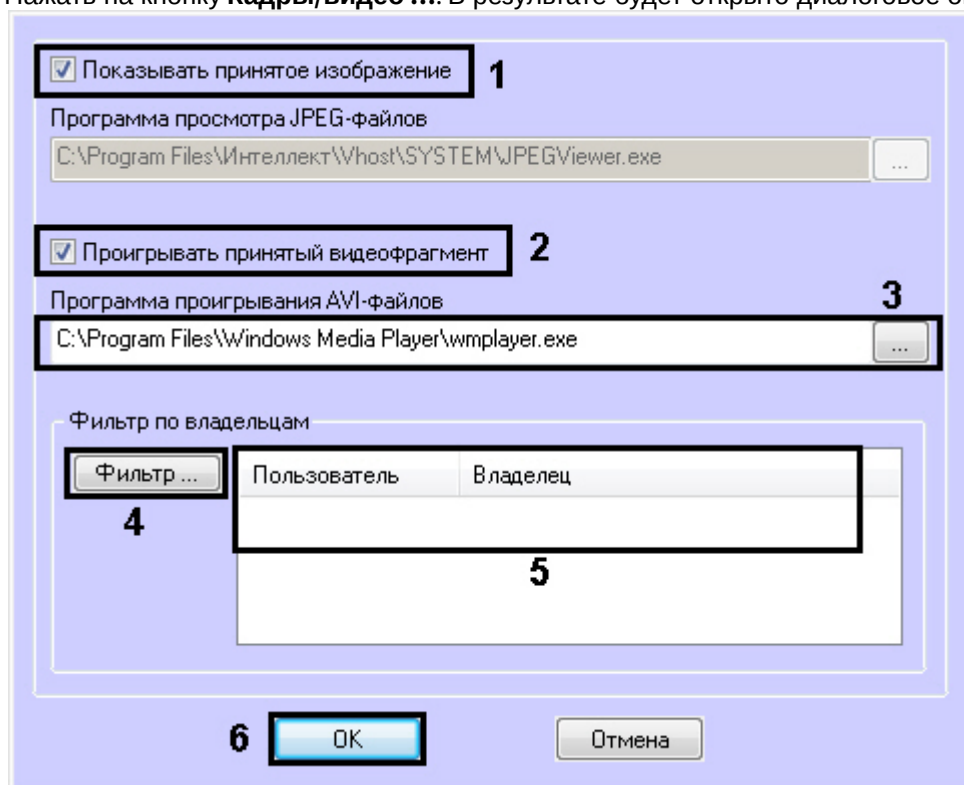 Нажать на кнопку Кадры/видео .... В результате будет открыто диалоговое
Показывать принятое изображение 1
Программа просмотра JPEG-файлов
C:\Program Files\Интеллект\Vhost\SYSTEM\JPEGViewer.exe ...
Проигрывать принятый видеофрагмент 2
Программа проигрывания AVI-файлов 3
C:\Program Files\Windows Media Player\wmplayer.exe ...
Фильтр по владельцам
Фильтр ... Пользователь Владелец
4
5
6 OK Отмена